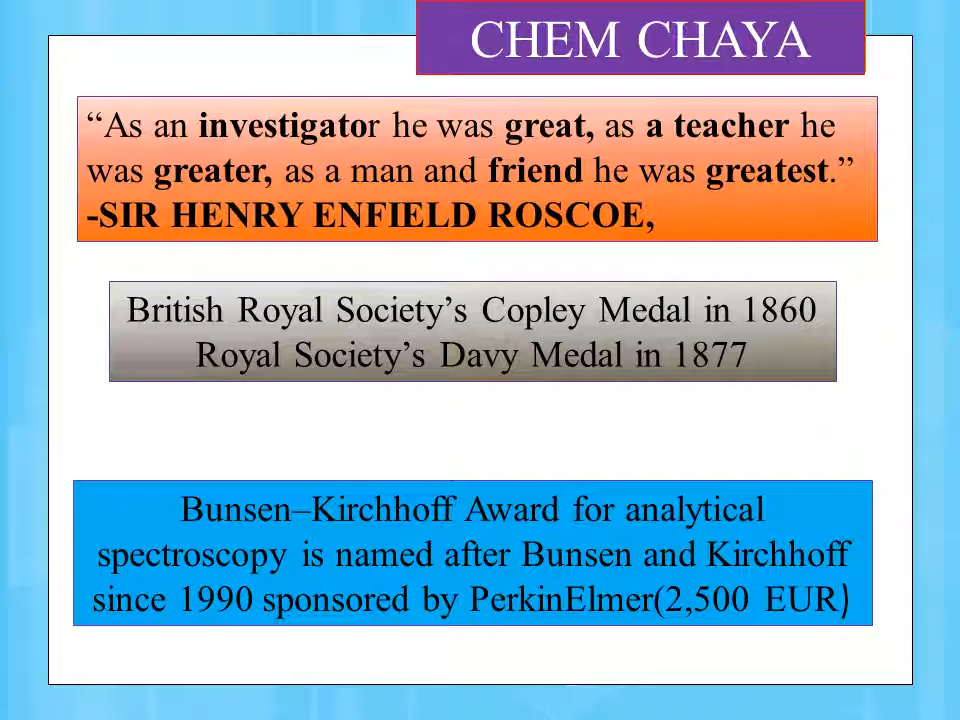 CHEM CHAYA
“As an investigator he was great, as a teacher he
was greater, as a man and friend he was greatest.”
-SIR HENRY ENFIELD ROSCOE,
British Royal Society’s Copley Medal in 1860
Royal Society’s Davy Medal in 1877
Bunsen–Kirchhoff Award for analytical
spectroscopy is named after Bunsen and Kirchhoff
since 1990 sponsored by PerkinElmer(2,500 EUR)